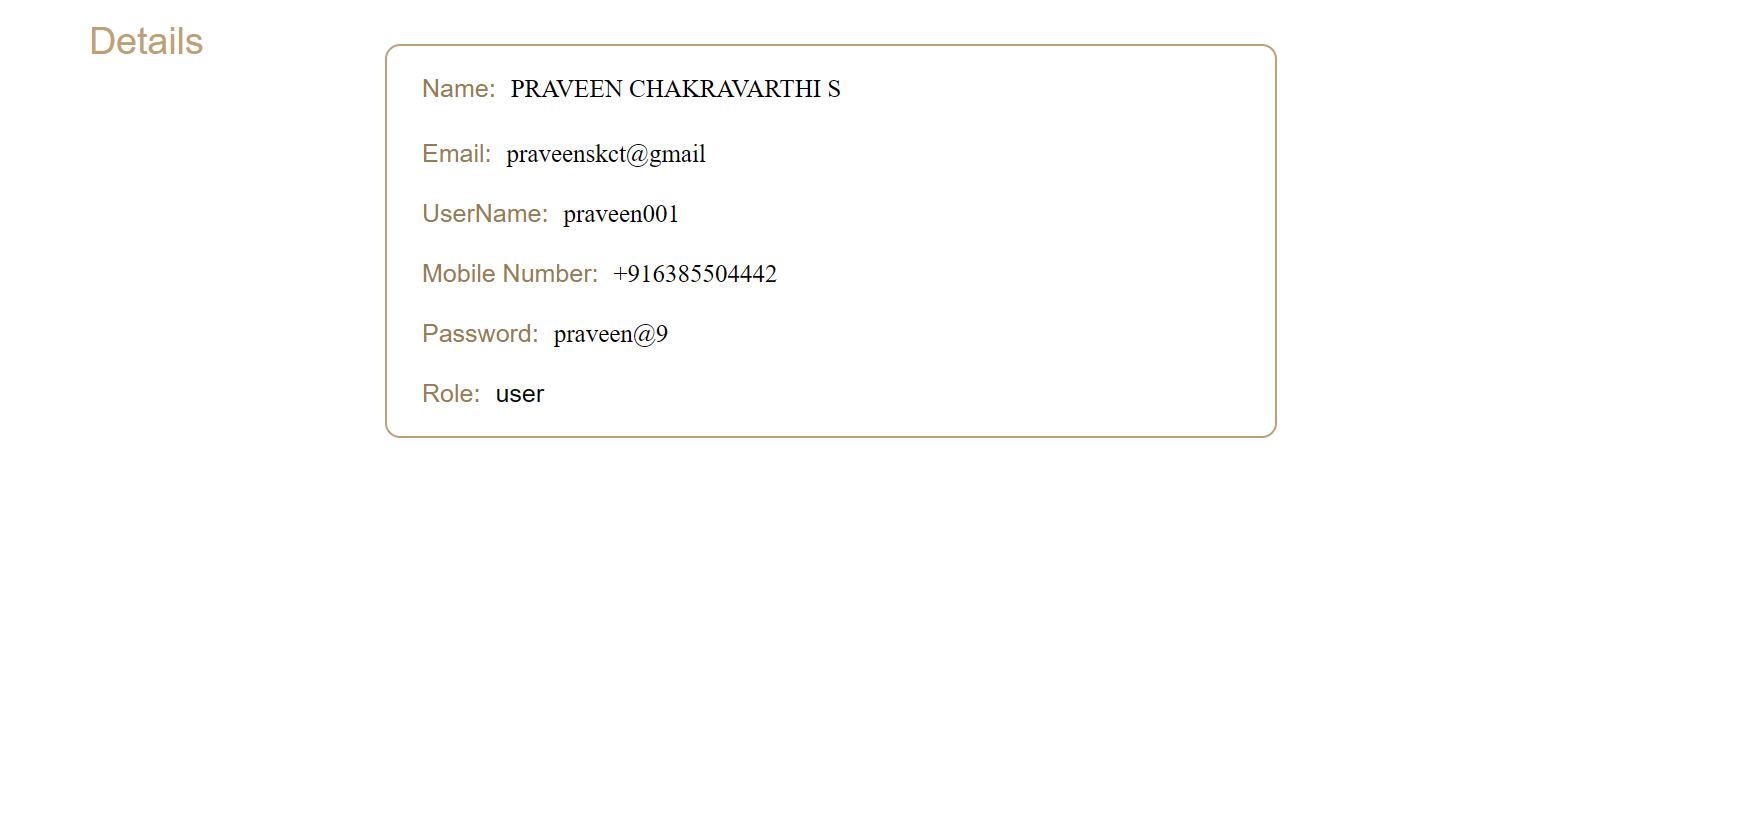 Details
Name: PRAVEEN CHAKRAVARTHI S
Email: praveenskct@gmail
UserName: praveen001
Mobile Number: +916385504442
Password: praveen@9
Role: user